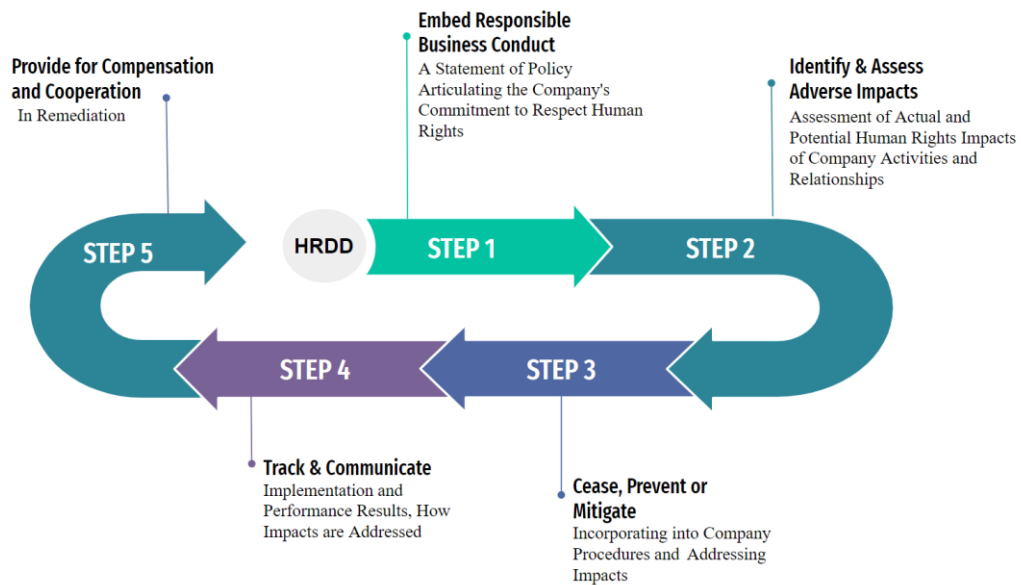 Embed Responsible
Business Conduct
A Statement of Policy
Articulating the Company's
Commitment to Respect Human
Rights
Identify & Assess
Adverse Impacts
Assessment of Actual and
Potential Human Rights Impacts
of Company Activities and
Relationships
Provide for Compensation
and Cooperation
In Remediation
HRDD
STEP 1
STEP 2
STEP 3
STEP 4
STEP 5
Cease, Prevent or
Mitigate
Incorporating into Company
Procedures and Addressing
Impacts
Track & Communicate
Implementation and
Performance Results, How
Impacts are Addressed